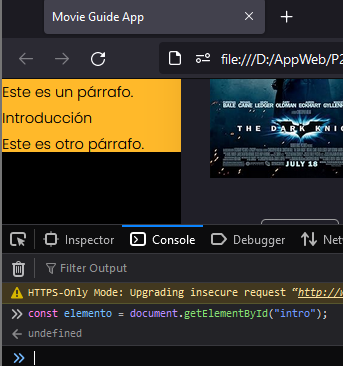 Movie Guide App
file:///D:/AppWeb/P2
Este es un párrafo.
Introducción
Este es otro párrafo.
BALE CAINE LEDGER OLDMAN ECKHART GYLLENH
THE DARK KNIG
JULY 18
Inspector
Console
Debugger
Net
Filter Output
HTTPS-Only Mode: Upgrading insecure request “http://w
const elemento = document.getElementById("intro");
undefined